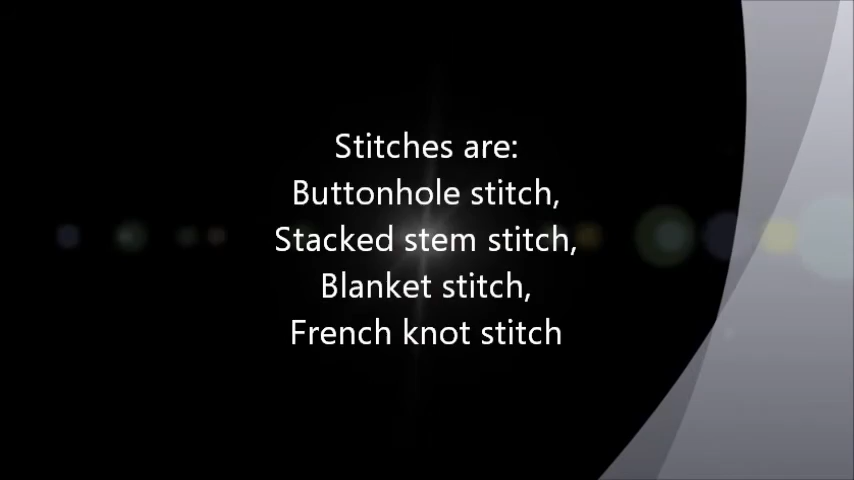 Stitches are:
Buttonhole stitch,
Stacked stem stitch,
Blanket stitch,
French knot stitch